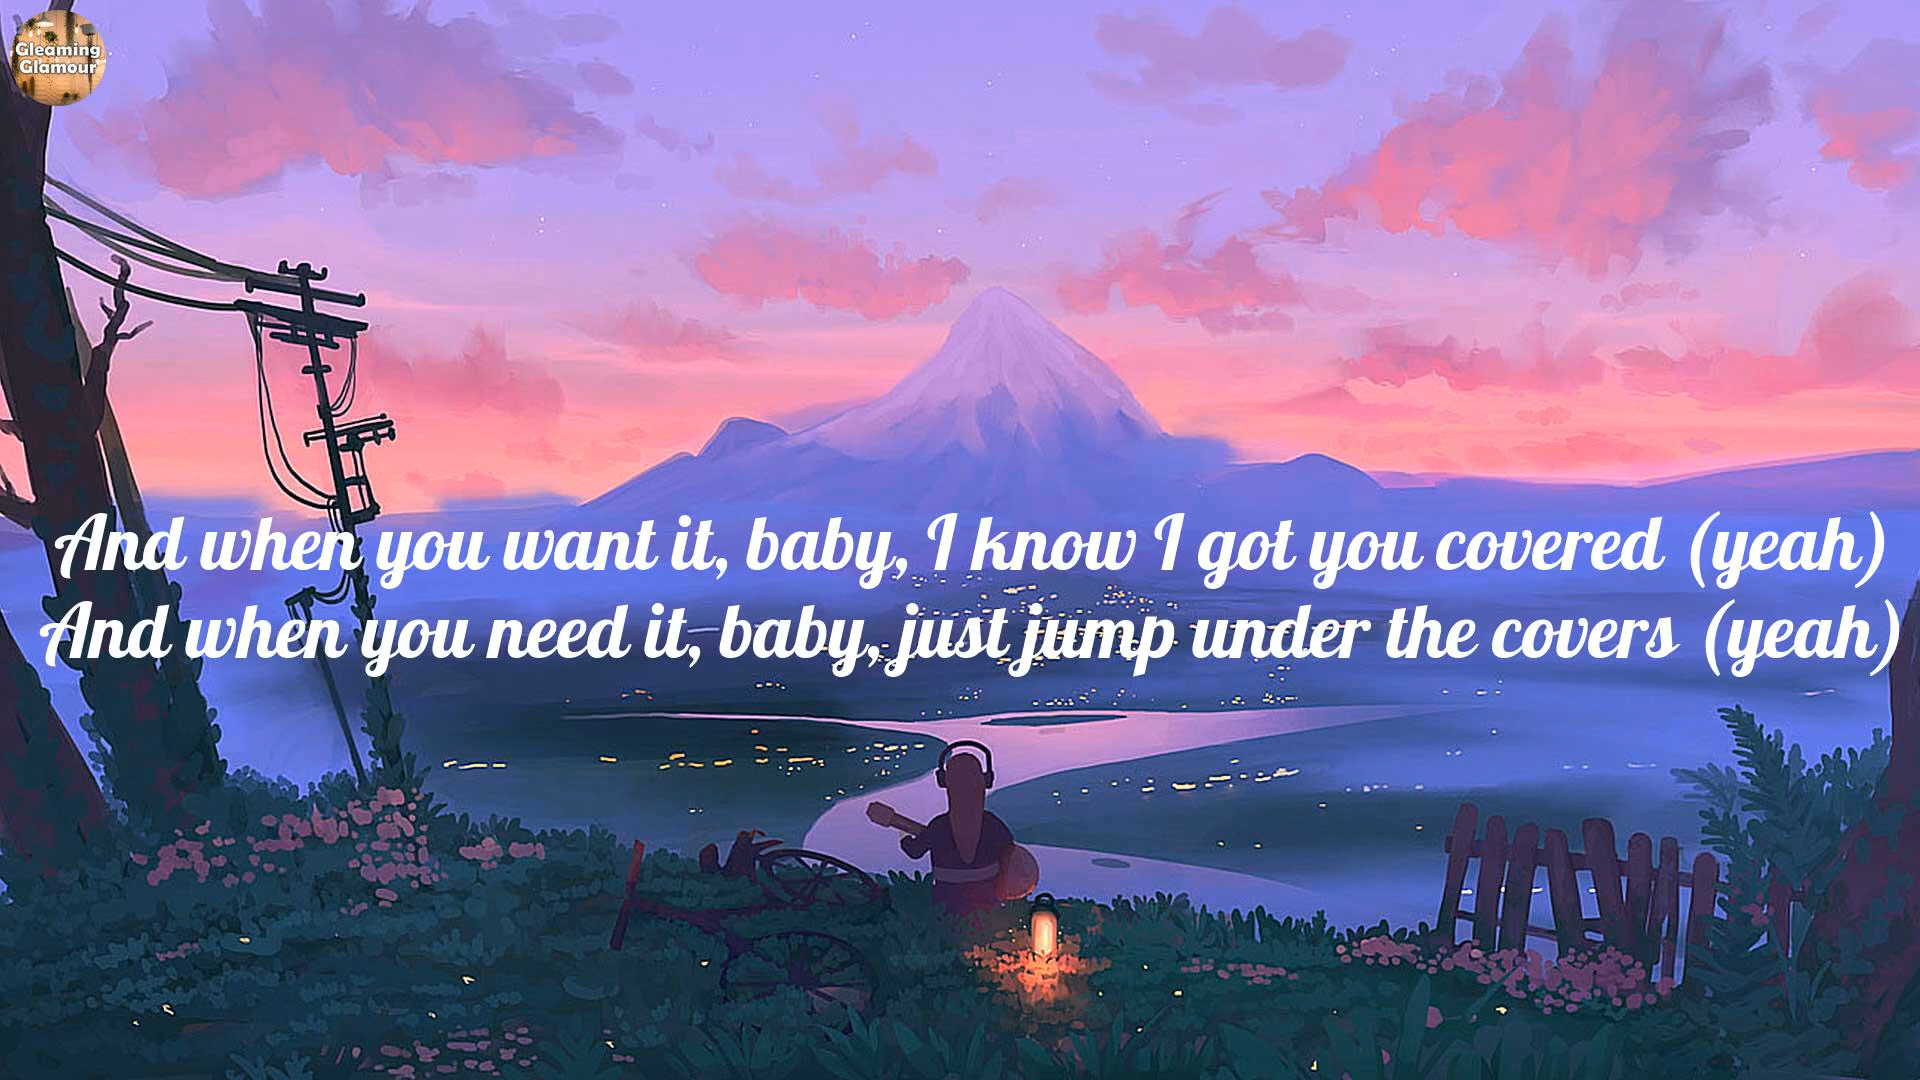 Gleaming
Glamour
And when you want it, baby, I know I got you covered (yeah)
And when you need it, baby, just jump under the covers (yeah)